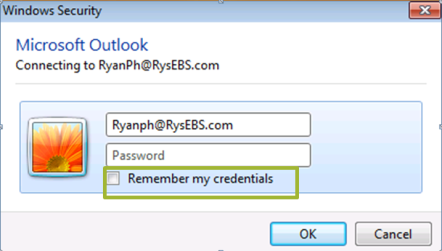 Windows Security
Microsoft Outlook
Connecting to RyanPh@RysEBS.com
Ryanph@RysEBS.com
Password
Remember my credentials
OK
Cancel